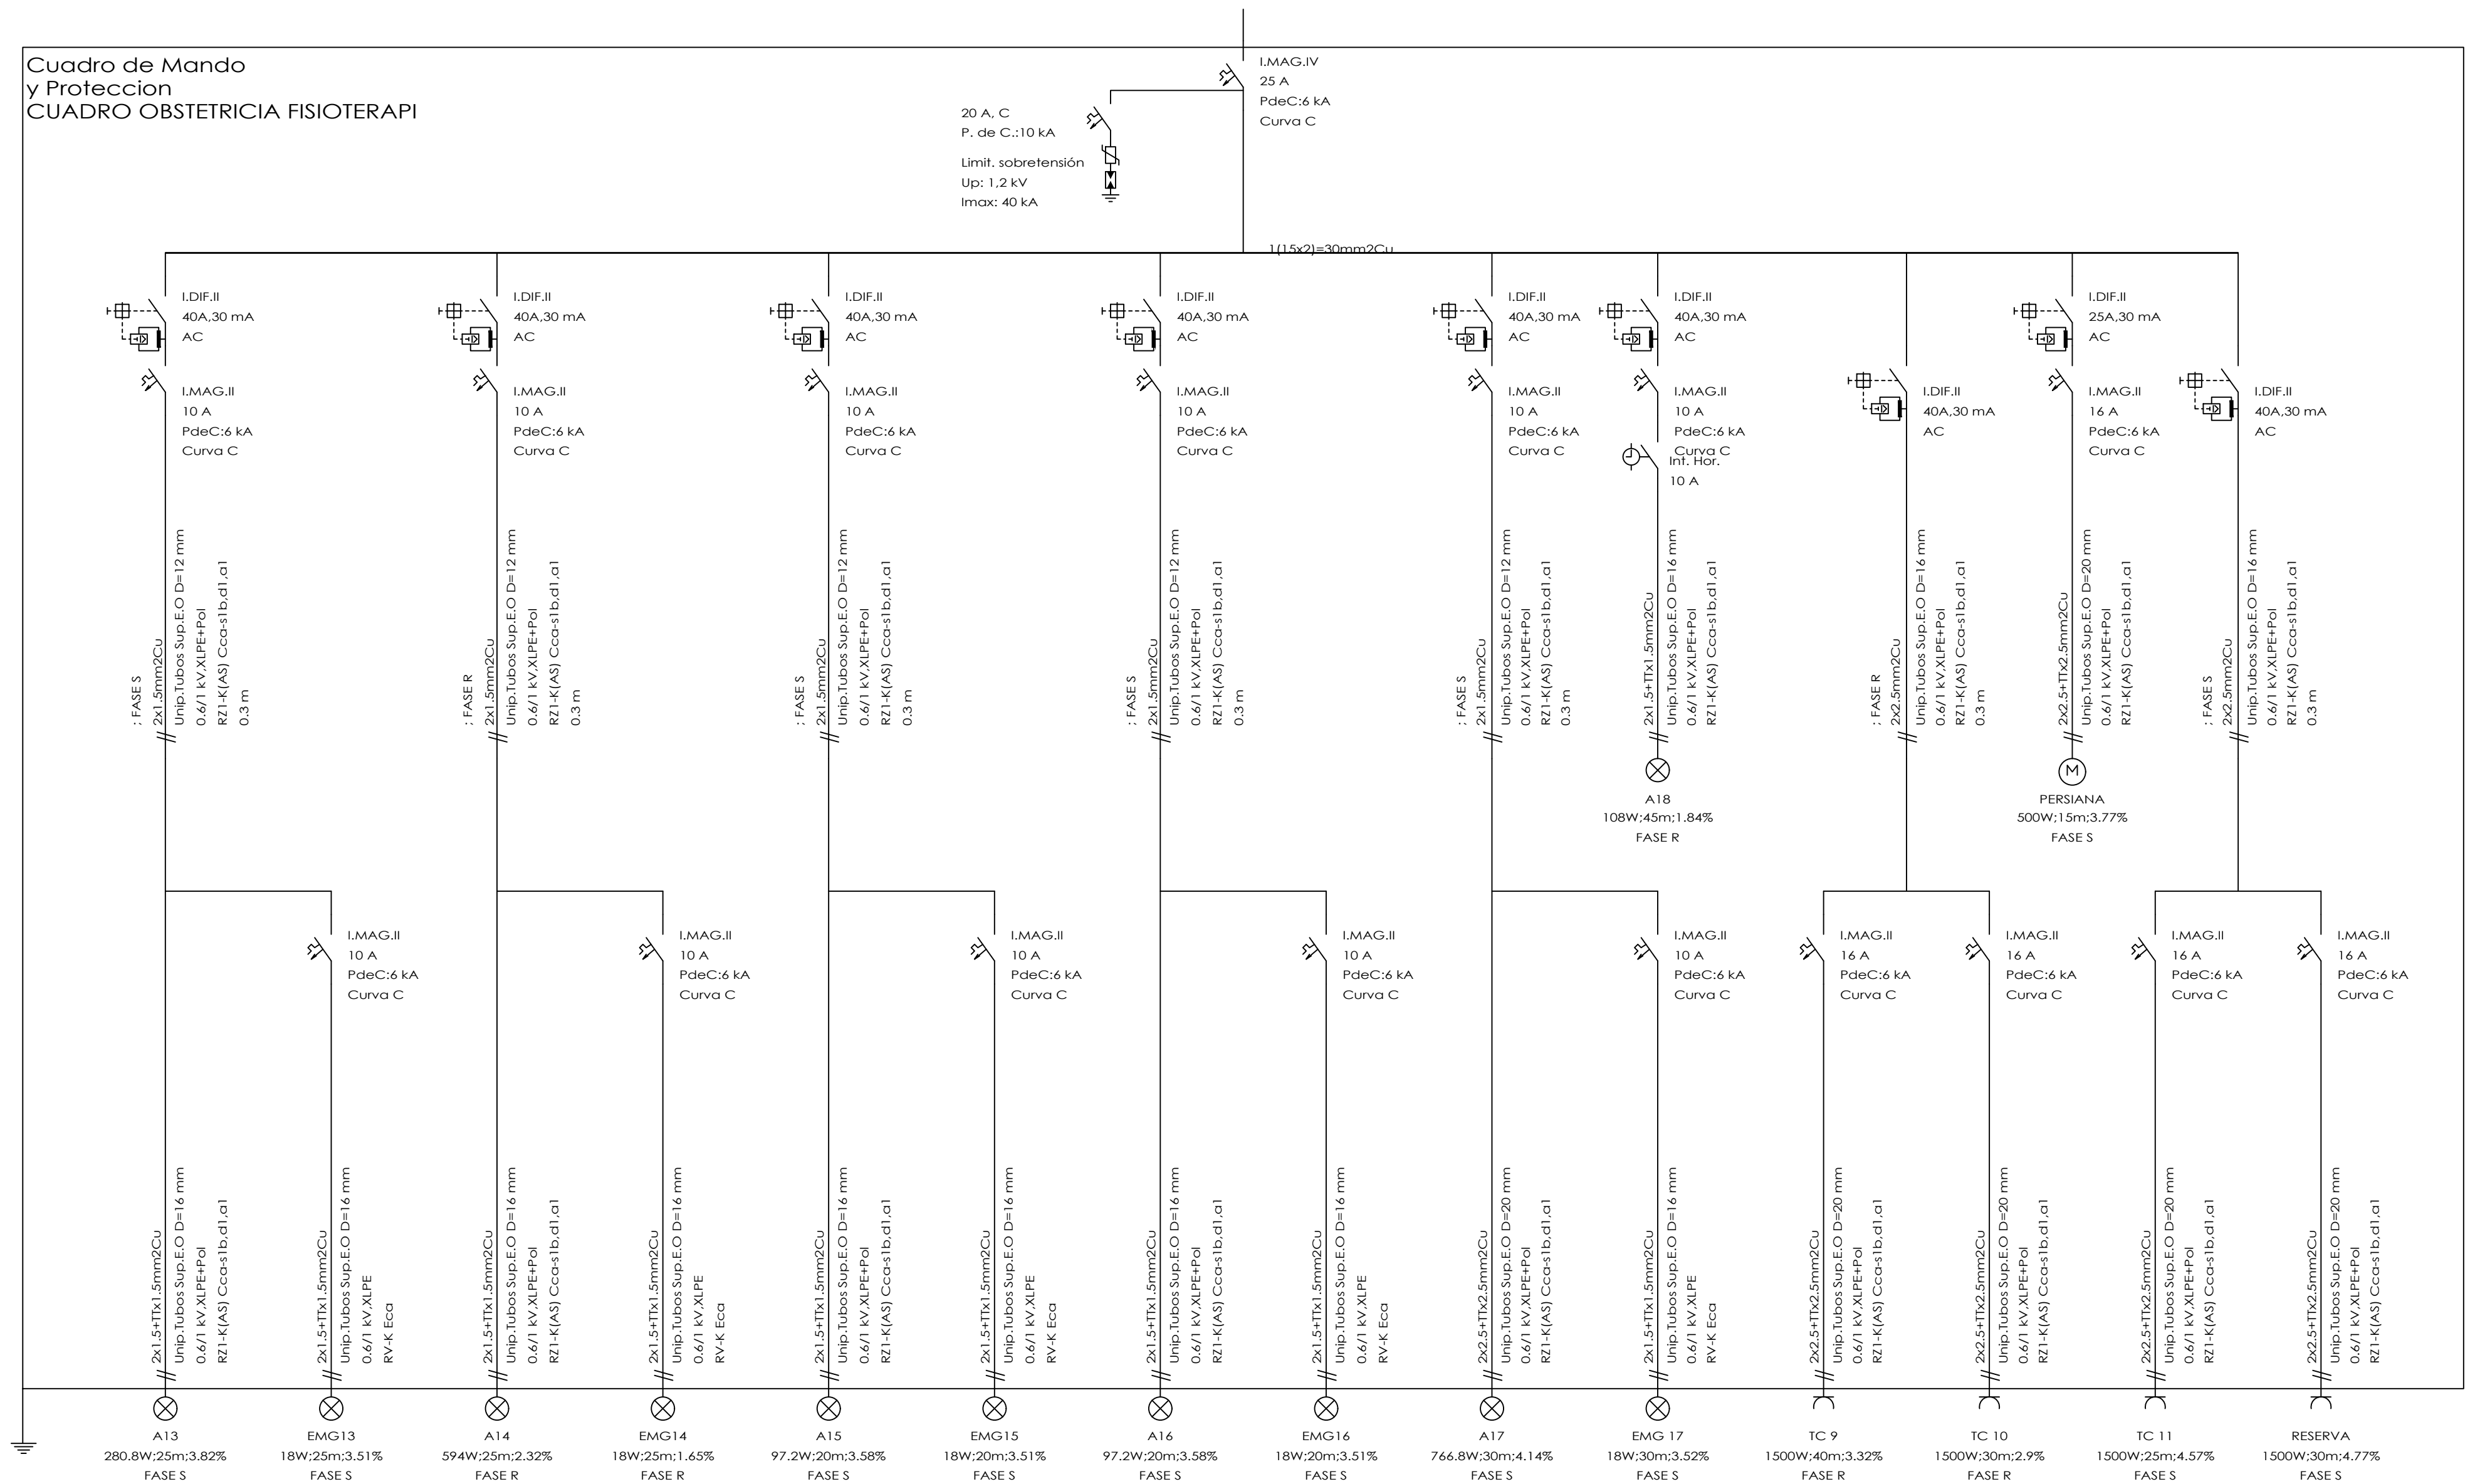 Cuadro de Mando
y Proteccion
CUADRO OBSTETRICIA FISIOTERAPI
I.MAG.IV
25 A
PdeC:6 kA
Curva C
20 A, C
P. de C.:10 kA
Limit. sobretensión
Up: 1,2 kV
Imax: 40 kA
1(15x2)=30mm2Cu
I.DIF.II
40A,30 mA
AC
I.MAG.II
10 A
PdeC:6 kA
Curva C
; FASE S
2x1.5mm2Cu
Unip.Tubos Sup.E.O D=12 mm
0.6/1 kV,XLPE+Pol
RZ1-K(AS) Cca-s1b,d1,a1
0.3 m
I.DIF.II
40A,30 mA
AC
I.MAG.II
10 A
PdeC:6 kA
Curva C
; FASE R
2x1.5mm2Cu
Unip.Tubos Sup.E.O D=12 mm
0.6/1 kV,XLPE+Pol
RZ1-K(AS) Cca-s1b,d1,a1
0.3 m
I.DIF.II
40A,30 mA
AC
I.MAG.II
10 A
PdeC:6 kA
Curva C
; FASE S
2x1.5mm2Cu
Unip.Tubos Sup.E.O D=12 mm
0.6/1 kV,XLPE+Pol
RZ1-K(AS) Cca-s1b,d1,a1
0.3 m
I.DIF.II
40A,30 mA
AC
I.MAG.II
10 A
PdeC:6 kA
Curva C
; FASE S
2x1.5mm2Cu
Unip.Tubos Sup.E.O D=12 mm
0.6/1 kV,XLPE+Pol
RZ1-K(AS) Cca-s1b,d1,a1
0.3 m
I.DIF.II
40A,30 mA
AC
I.MAG.II
10 A
PdeC:6 kA
Curva C
; FASE S
2x1.5mm2Cu
Unip.Tubos Sup.E.O D=12 mm
0.6/1 kV,XLPE+Pol
RZ1-K(AS) Cca-s1b,d1,a1
0.3 m
I.DIF.II
40A,30 mA
AC
I.MAG.II
10 A
PdeC:6 kA
Curva C
Int. Hor.
10 A
2x1.5+TTx1.5mm2Cu
Unip.Tubos Sup.E.O D=16 mm
0.6/1 kV,XLPE+Pol
RZ1-K(AS) Cca-s1b,d1,a1
A18
108W;45m;1.84%
FASE R
I.DIF.II
40A,30 mA
AC
; FASE R
2x2.5mm2Cu
Unip.Tubos Sup.E.O D=16 mm
0.6/1 kV,XLPE+Pol
RZ1-K(AS) Cca-s1b,d1,a1
0.3 m
I.DIF.II
25A,30 mA
AC
I.MAG.II
16 A
PdeC:6 kA
Curva C
2x2.5+TTx2.5mm2Cu
Unip.Tubos Sup.E.O D=20 mm
0.6/1 kV,XLPE+Pol
RZ1-K(AS) Cca-s1b,d1,a1
M
PERSIANA
500W;15m;3.77%
FASE S
I.DIF.II
40A,30 mA
AC
; FASE S
2x2.5mm2Cu
Unip.Tubos Sup.E.O D=16 mm
0.6/1 kV,XLPE+Pol
RZ1-K(AS) Cca-s1b,d1,a1
0.3 m
2x1.5+TTx1.5mm2Cu
Unip.Tubos Sup.E.O D=16 mm
0.6/1 kV,XLPE+Pol
RZ1-K(AS) Cca-s1b,d1,a1
A13
280.8W;25m;3.82%
FASE S
I.MAG.II
10 A
PdeC:6 kA
Curva C
2x1.5+TTx1.5mm2Cu
Unip.Tubos Sup.E.O D=16 mm
0.6/1 kV,XLPE
RV-K Eca
EMG13
18W;25m;3.51%
FASE S
2x1.5+TTx1.5mm2Cu
Unip.Tubos Sup.E.O D=16 mm
0.6/1 kV,XLPE+Pol
RZ1-K(AS) Cca-s1b,d1,a1
A14
594W;25m;2.32%
FASE R
I.MAG.II
10 A
PdeC:6 kA
Curva C
2x1.5+TTx1.5mm2Cu
Unip.Tubos Sup.E.O D=16 mm
0.6/1 kV,XLPE
RV-K Eca
EMG14
18W;25m;1.65%
FASE R
2x1.5+TTx1.5mm2Cu
Unip.Tubos Sup.E.O D=16 mm
0.6/1 kV,XLPE+Pol
RZ1-K(AS) Cca-s1b,d1,a1
A15
97.2W;20m;3.58%
FASE S
I.MAG.II
10 A
PdeC:6 kA
Curva C
2x1.5+TTx1.5mm2Cu
Unip.Tubos Sup.E.O D=16 mm
0.6/1 kV,XLPE
RV-K Eca
EMG15
18W;20m;3.51%
FASE S
2x1.5+TTx1.5mm2Cu
Unip.Tubos Sup.E.O D=16 mm
0.6/1 kV,XLPE+Pol
RZ1-K(AS) Cca-s1b,d1,a1
A16
97.2W;20m;3.58%
FASE S
I.MAG.II
10 A
PdeC:6 kA
Curva C
2x1.5+TTx1.5mm2Cu
Unip.Tubos Sup.E.O D=16 mm
0.6/1 kV,XLPE
RV-K Eca
EMG16
18W;20m;3.51%
FASE S
2x2.5+TTx2.5mm2Cu
Unip.Tubos Sup.E.O D=20 mm
0.6/1 kV,XLPE+Pol
RZ1-K(AS) Cca-s1b,d1,a1
A17
766.8W;30m;4.14%
FASE S
I.MAG.II
10 A
PdeC:6 kA
Curva C
2x1.5+TTx1.5mm2Cu
Unip.Tubos Sup.E.O D=16 mm
0.6/1 kV,XLPE
RV-K Eca
EMG 17
18W;30m;3.52%
FASE S
I.MAG.II
16 A
PdeC:6 kA
Curva C
2x2.5+TTx2.5mm2Cu
Unip.Tubos Sup.E.O D=20 mm
0.6/1 kV,XLPE+Pol
RZ1-K(AS) Cca-s1b,d1,a1
TC 9
1500W;40m;3.32%
FASE R
I.MAG.II
16 A
PdeC:6 kA
Curva C
2x2.5+TTx2.5mm2Cu
Unip.Tubos Sup.E.O D=20 mm
0.6/1 kV,XLPE+Pol
RZ1-K(AS) Cca-s1b,d1,a1
TC 10
1500W;30m;2.9%
FASE R
I.MAG.II
16 A
PdeC:6 kA
Curva C
2x2.5+TTx2.5mm2Cu
Unip.Tubos Sup.E.O D=20 mm
0.6/1 kV,XLPE+Pol
RZ1-K(AS) Cca-s1b,d1,a1
TC 11
1500W;25m;4.57%
FASE S
I.MAG.II
16 A
PdeC:6 kA
Curva C
2x2.5+TTx2.5mm2Cu
Unip.Tubos Sup.E.O D=20 mm
0.6/1 kV,XLPE+Pol
RZ1-K(AS) Cca-s1b,d1,a1
RESERVA
1500W;30m;4.77%
FASE S